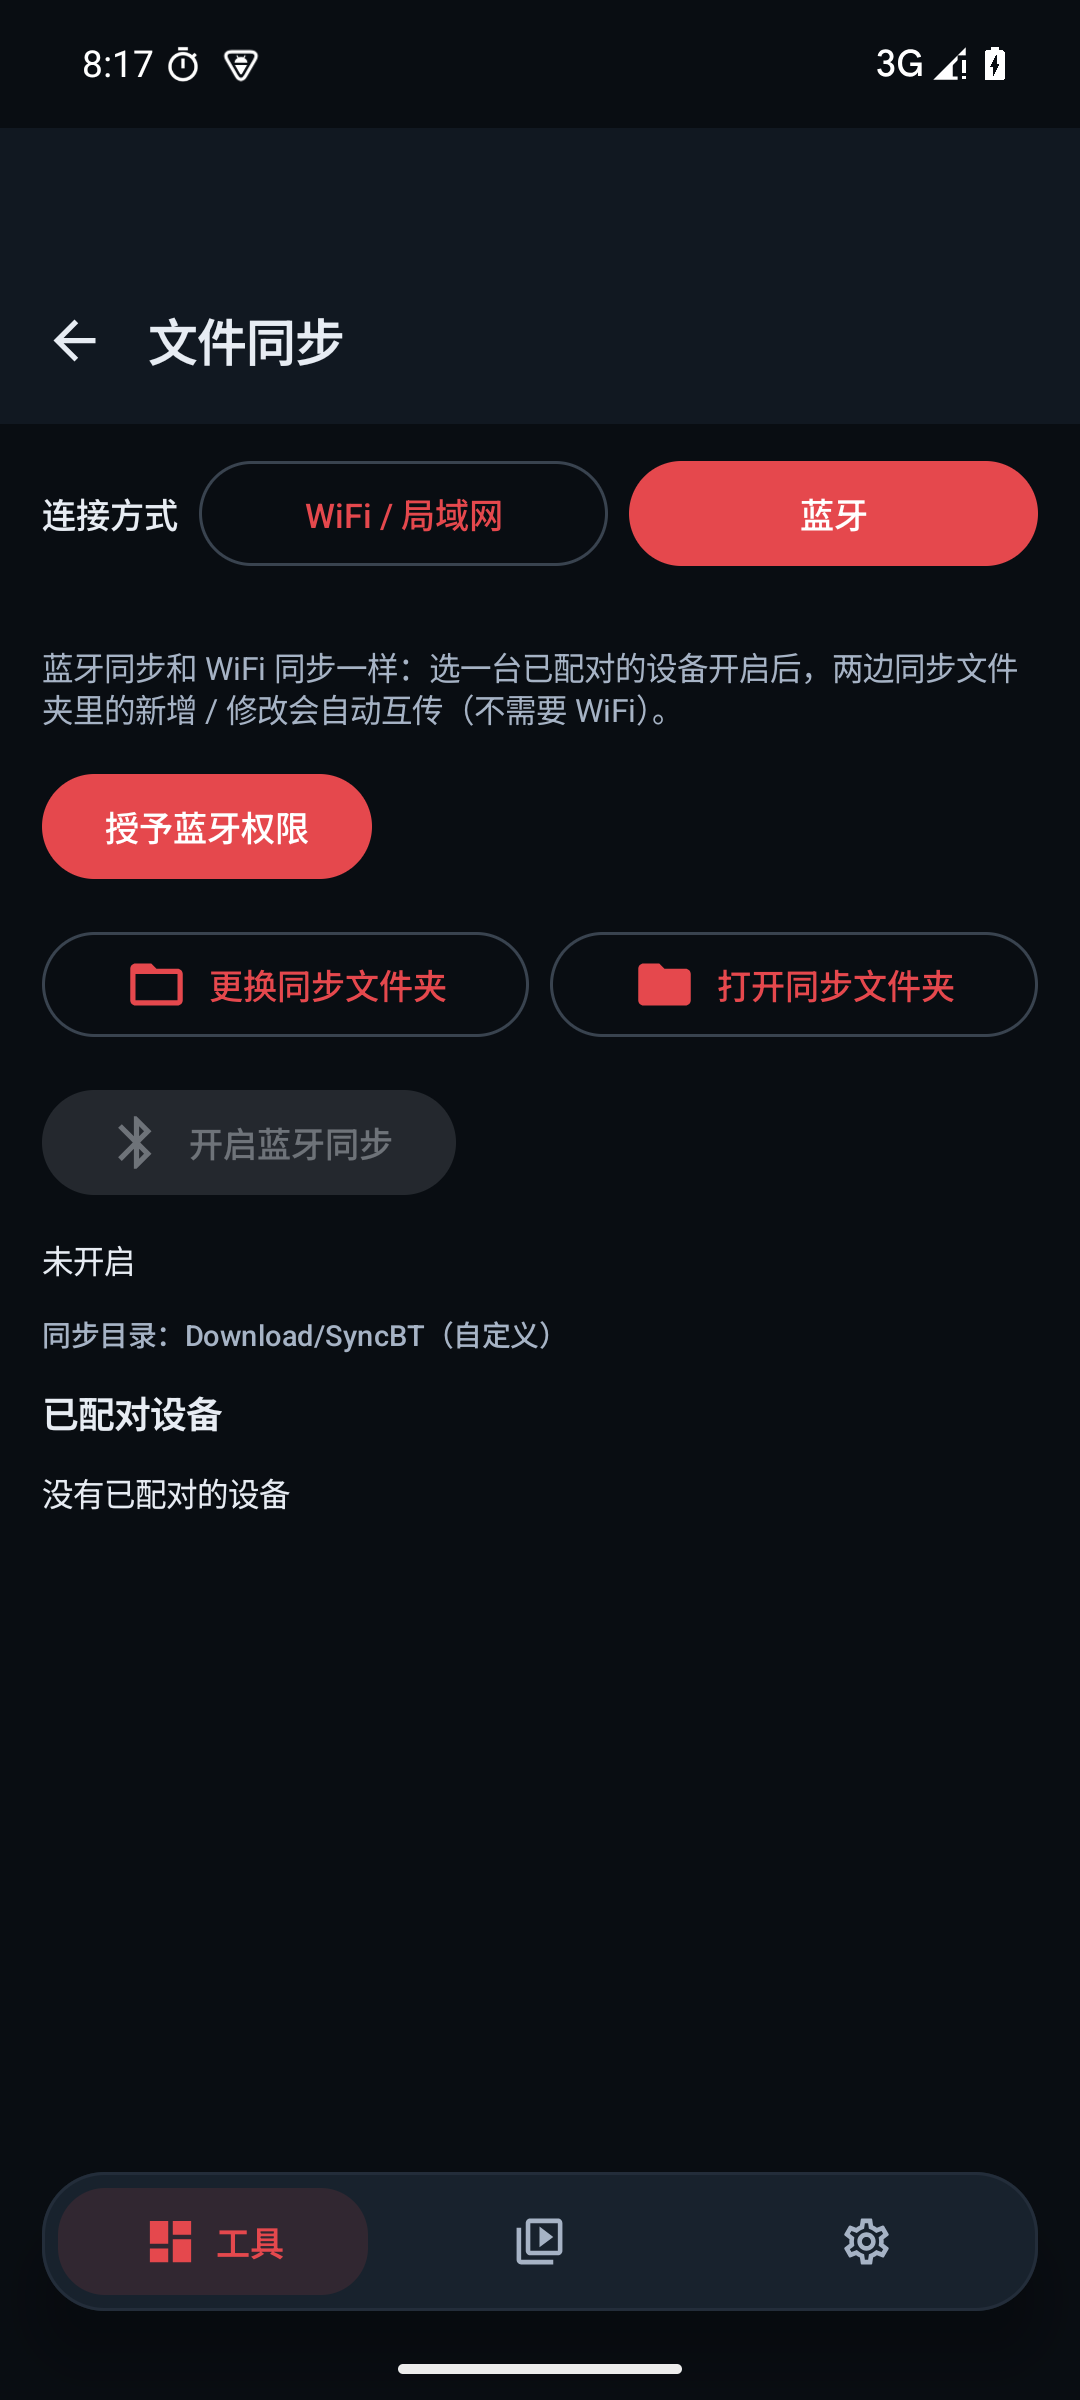 8:17
3G
文件同步
连接方式
WiFi / 局域网
蓝牙
蓝牙同步和 WiFi 同步一样：选一台已配对的设备开启后，两边同步文件
夹里的新增 / 修改会自动互传（不需要 WiFi）。
授予蓝牙权限
更换同步文件夹
打开同步文件夹
开启蓝牙同步
未开启
同步目录：Download/SyncBT（自定义）
已配对设备
没有已配对的设备
工具